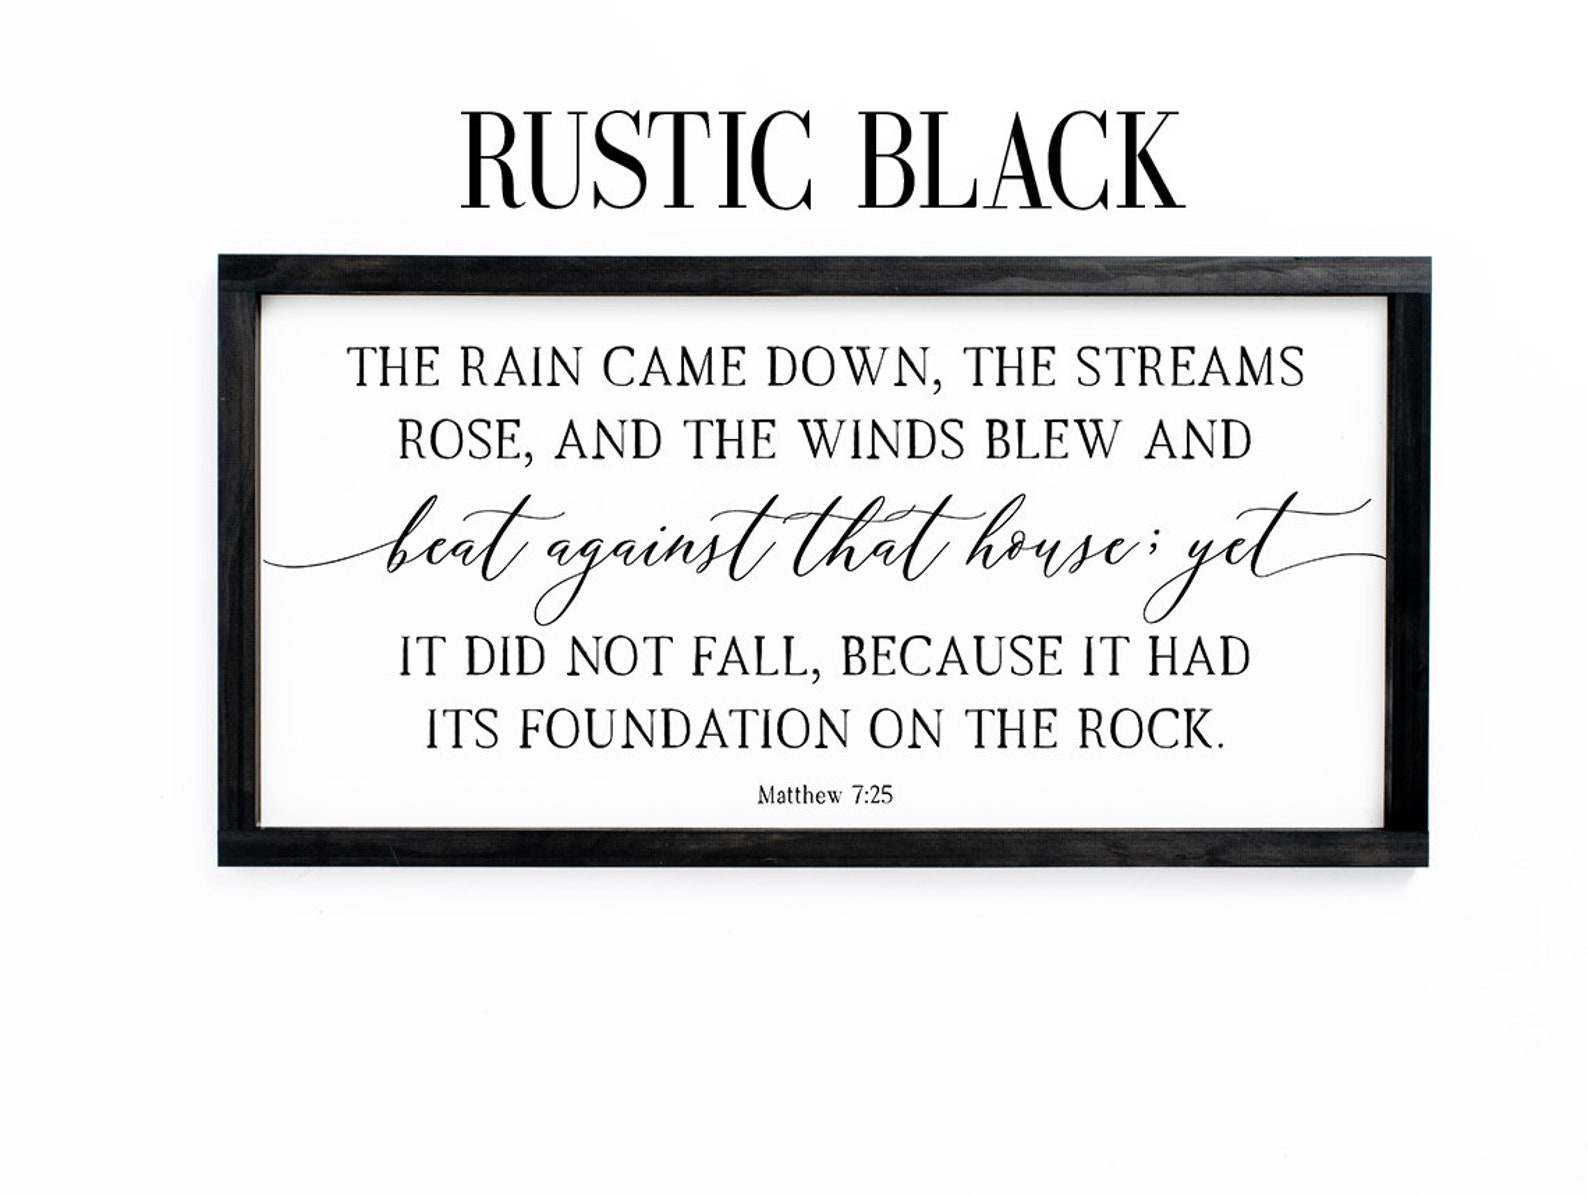 RUSTIC BLACK
THE RAIN CAME DOWN, THE STREAMS
ROSE, AND THE WINDS BLEW AND
beat against that house; yet
IT DID NOT FALL, BECAUSE IT HAD
ITS FOUNDATION ON THE ROCK.
Matthew 7:25